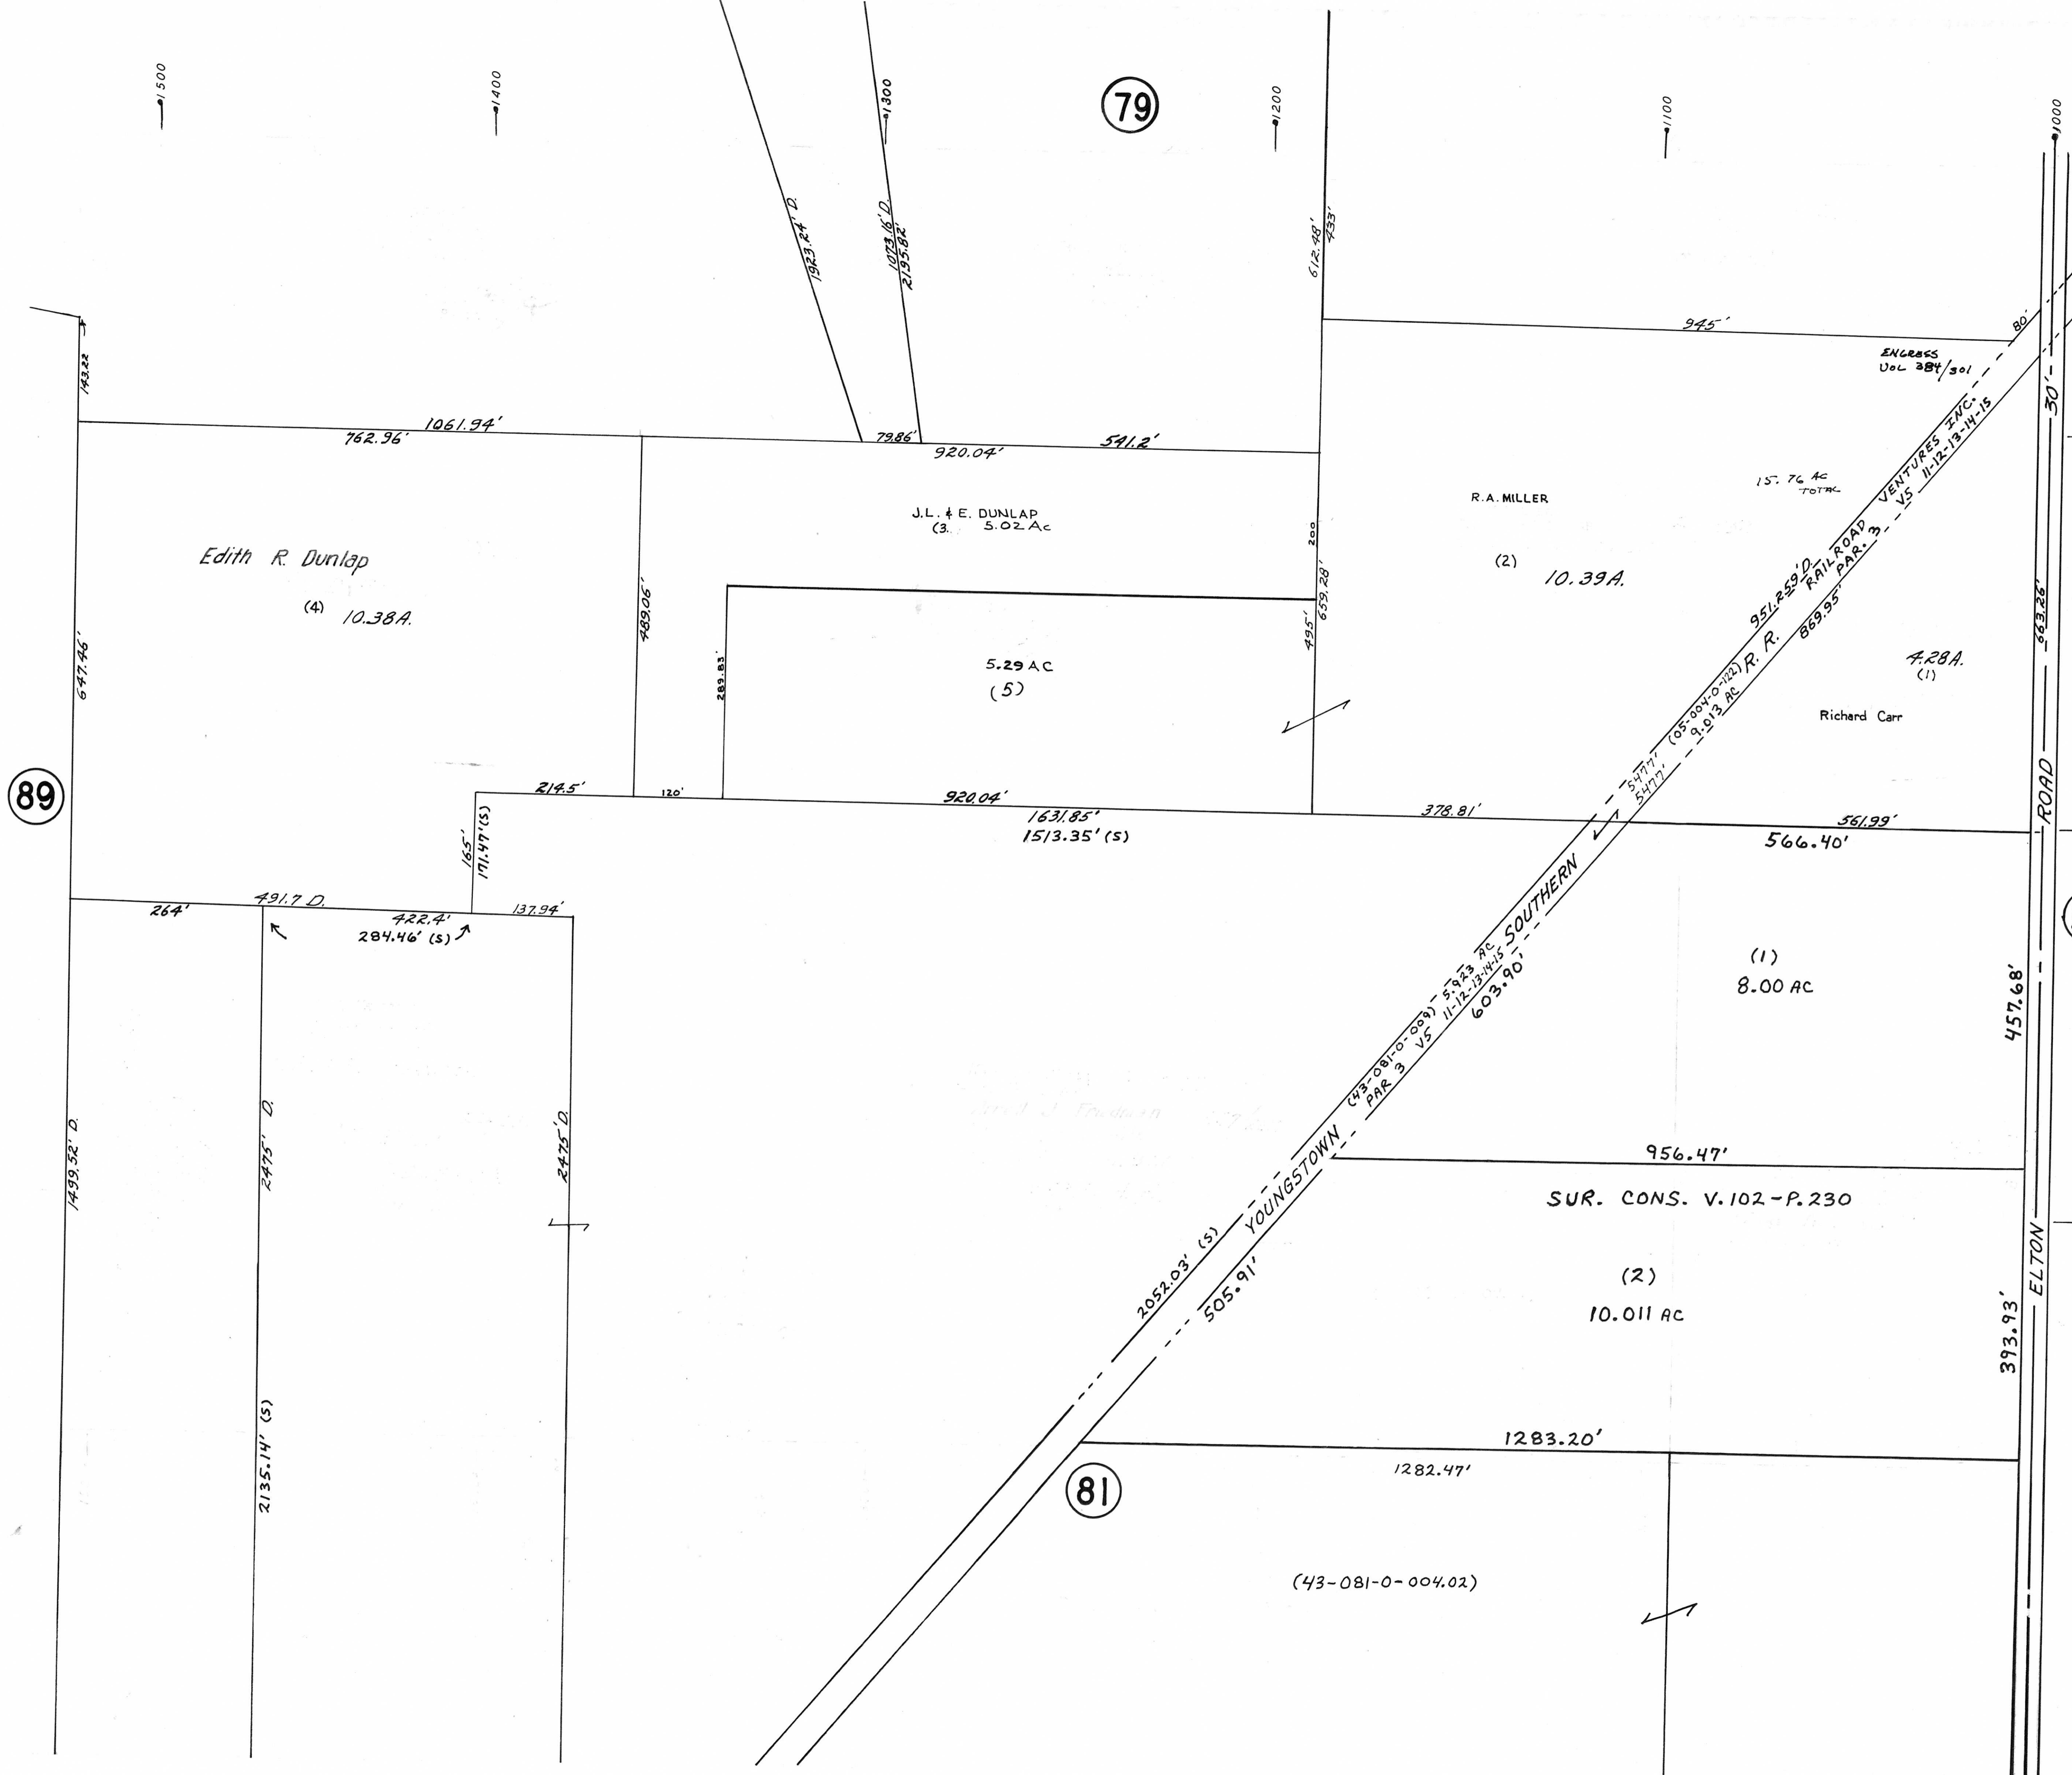 1500
1400
1300
79
1200
1100
1000
1923.24' D.
1073.16' D.
2195.82'
612.48'
433'
945'
80'
ENGRESS
VOL 384/301
30'
143.22
1061.94'
762.96'
79.86'
541.2'
920.04'
J.L. & E. DUNLAP
(3. 5.02 AC
200
659.28'
495'
R.A. MILLER
(2)
10.39A.
15.76 AC
TOTAL
RAILROAD VENTURES INC.
PAR. 3 VS 11-12-13-14-15
951.259' D.
869.95'
R. R.
(05-004-0-122)
9.013 AC
5477'
5477'
663.26'
4.28A.
(1)
Richard Carr
Edith R. Dunlap
(4) 10.38A.
647.46'
489.06'
289.83'
5.29 AC
(5)
89
214.5'
120'
920.04'
1631.85'
1513.35' (S)
378.81'
561.99'
566.40'
165'
171.47' (S)
491.7 D.
264'
422.4'
137.94'
284.46' (S)
SOUTHERN
(43-081-0-009) 5.923 AC
PAR 3 VS 11-12-13-14-15
603.90'
(1)
8.00 AC
457.68'
ROAD
1499.52' D.
2475' D.
2475' D.
2135.14' (S)
YOUNGSTOWN
2052.03' (S)
505.91'
956.47'
SUR. CONS. V.102-P.230
(2)
10.011 AC
393.93'
ELTON
1283.20'
1282.47'
81
(43-081-0-004.02)